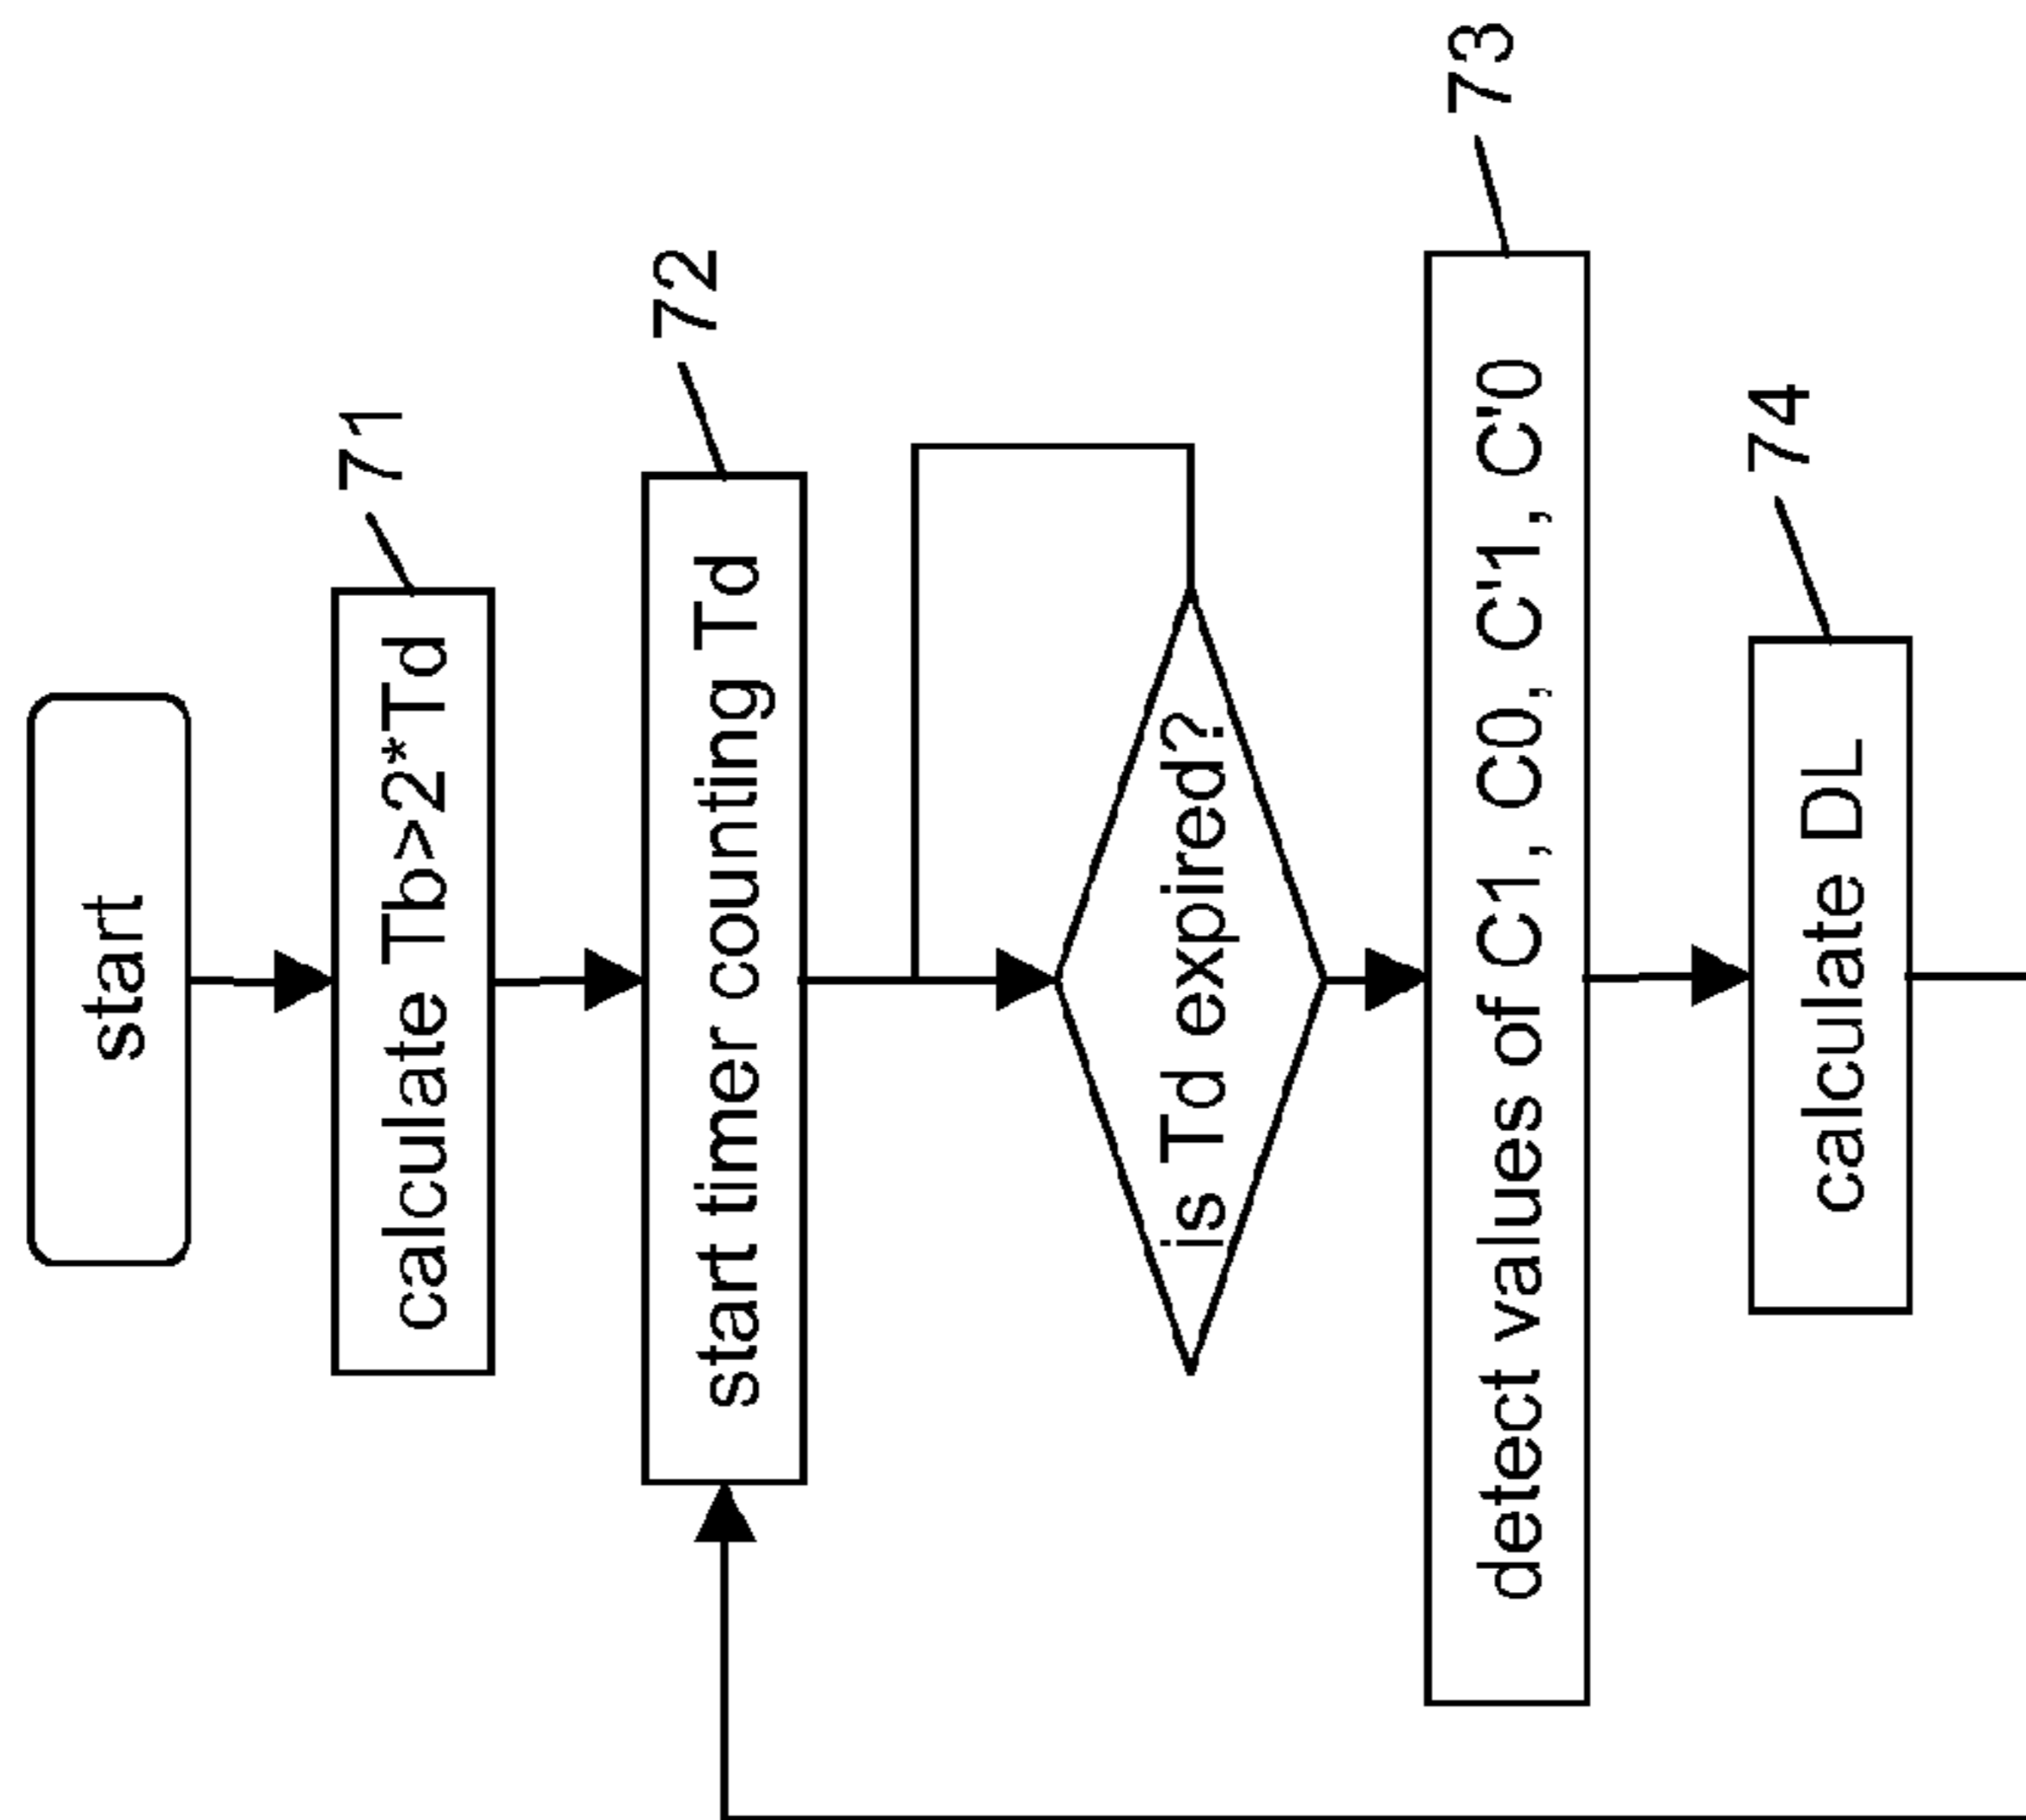 start
71
calculate Tb>2*Td
72
start timer counting Td
is Td expired?
73
detect values of C1, C0, C'1, C'0
74
calculate DL